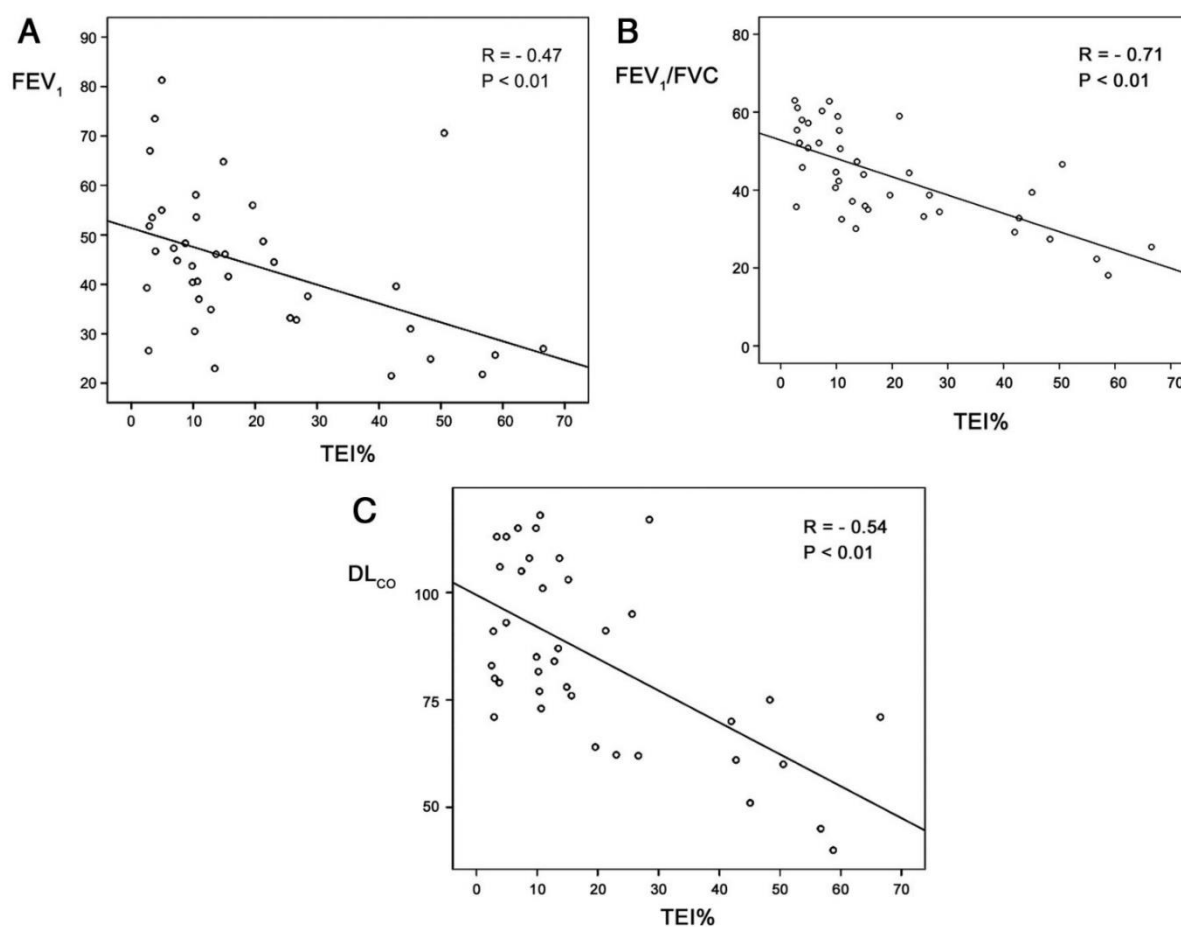 A
FEV₁
R = - 0.47
P < 0.01
90
80
70
60
50
40
30
20
0 10 20 30 40 50 60 70
TEI%
B
FEV₁/FVC
R = - 0.71
P < 0.01
80
60
40
20
0
0 10 20 30 40 50 60 70
TEI%
C
DL_CO
R = - 0.54
P < 0.01
100
75
50
0 10 20 30 40 50 60 70
TEI%